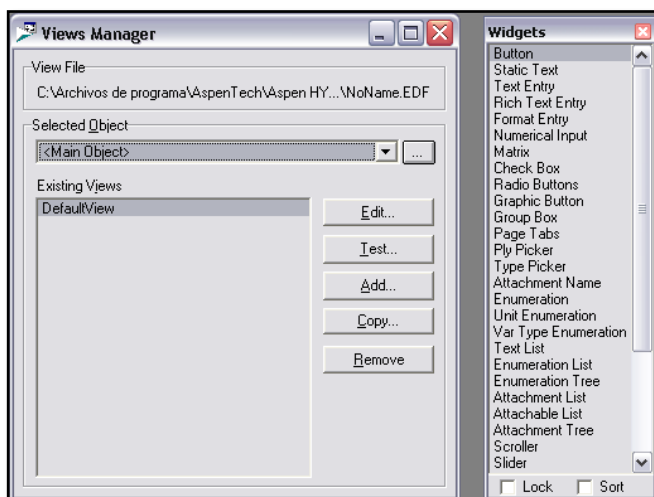 Views Manager
View File
C:\Archivos de programa\AspenTech\Aspen HY...\NoName.EDF
Selected Object
<Main Object>
...
Existing Views
DefaultView
Edit...
Test...
Add...
Copy...
Remove
Widgets
Button
Static Text
Text Entry
Rich Text Entry
Format Entry
Numerical Input
Matrix
Check Box
Radio Buttons
Graphic Button
Group Box
Page Tabs
Ply Picker
Type Picker
Attachment Name
Enumeration
Unit Enumeration
Var Type Enumeration
Text List
Enumeration List
Enumeration Tree
Attachment List
Attachable List
Attachment Tree
Scroller
Slider
Lock
Sort